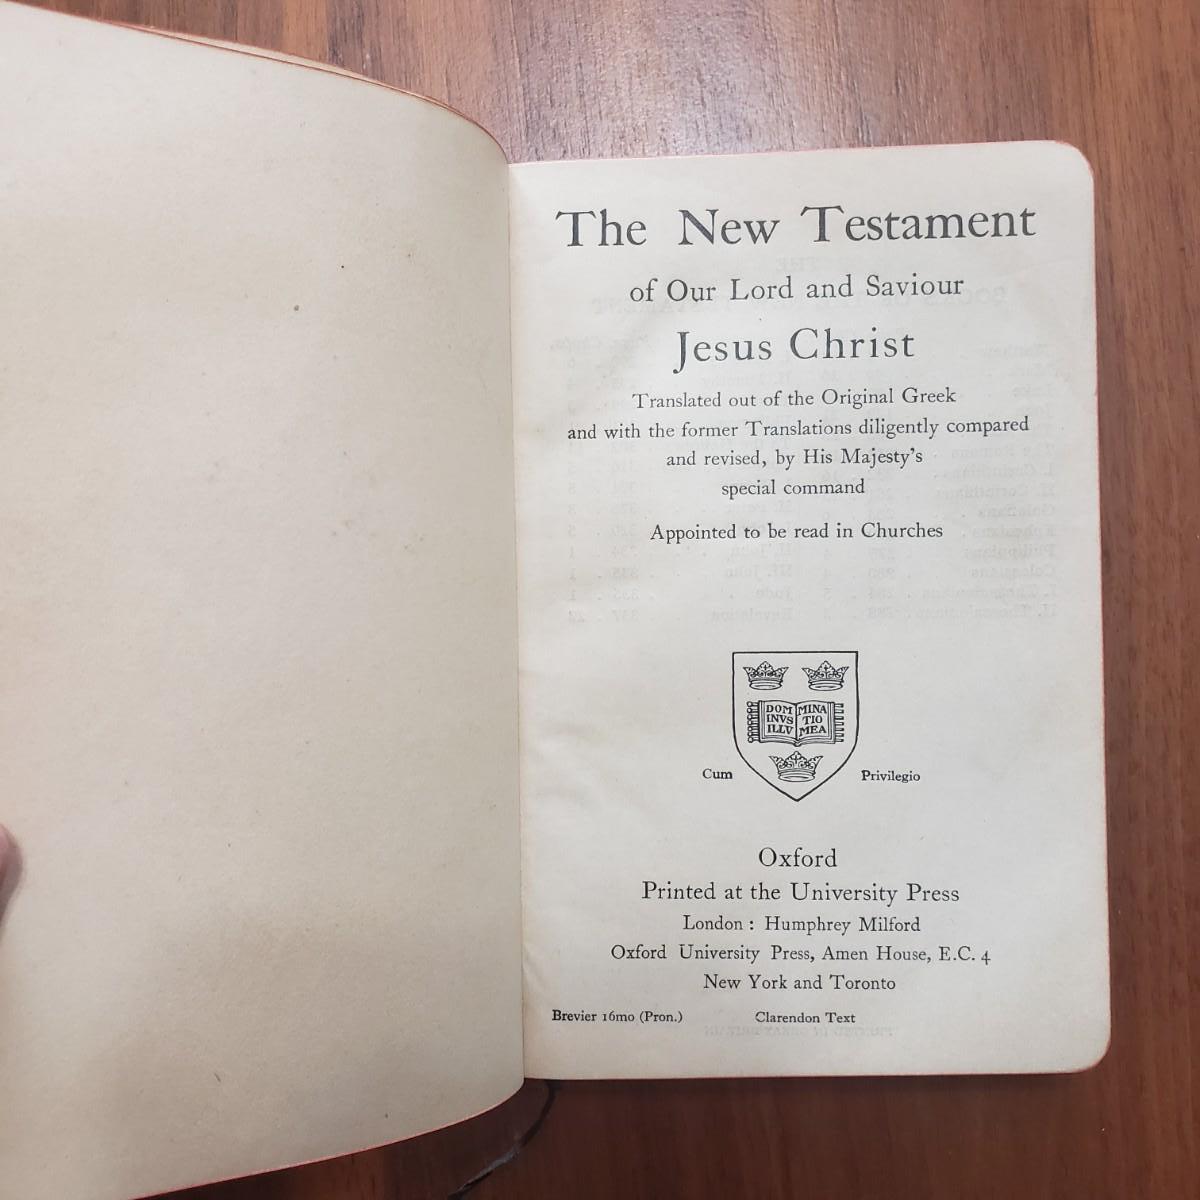 The New Testament
of Our Lord and Saviour
Jesus Christ
Translated out of the Original Greek
and with the former Translations diligently compared
and revised, by His Majesty's
special command
Appointed to be read in Churches
DOM MINA
INVS TIO
ILLV MEA
Cum Privilegio
Oxford
Printed at the University Press
London : Humphrey Milford
Oxford University Press, Amen House, E.C. 4
New York and Toronto
Brevier 16mo (Pron.) Clarendon Text